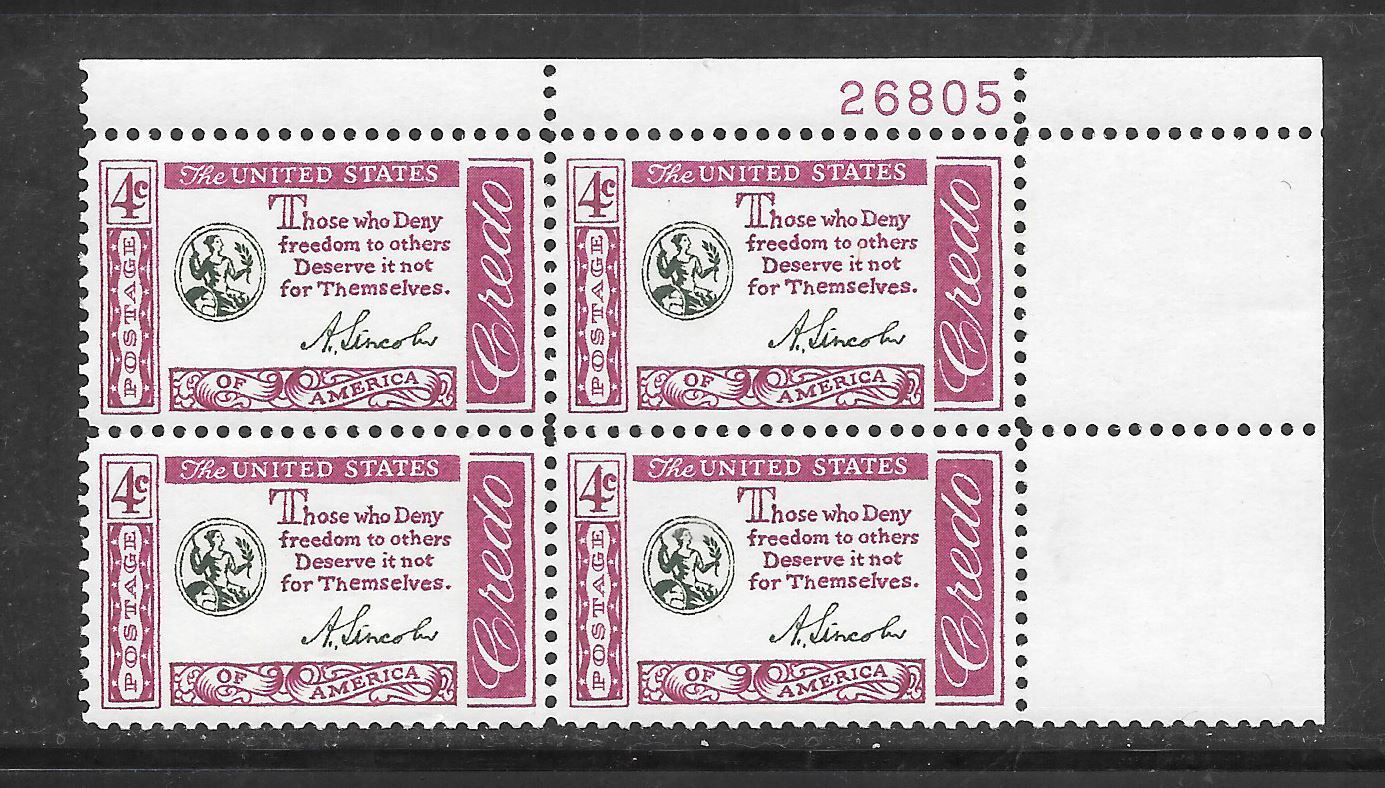 26805
4c
The UNITED STATES
Those who Deny
freedom to others
Deserve it not
for Themselves.
A. Lincoln
POSTAGE
OF AMERICA
Credo
4c
The UNITED STATES
Those who Deny
freedom to others
Deserve it not
for Themselves.
A. Lincoln
POSTAGE
OF AMERICA
Credo
4c
The UNITED STATES
Those who Deny
freedom to others
Deserve it not
for Themselves.
A. Lincoln
POSTAGE
OF AMERICA
Credo
4c
The UNITED STATES
Those who Deny
freedom to others
Deserve it not
for Themselves.
A. Lincoln
POSTAGE
OF AMERICA
Credo